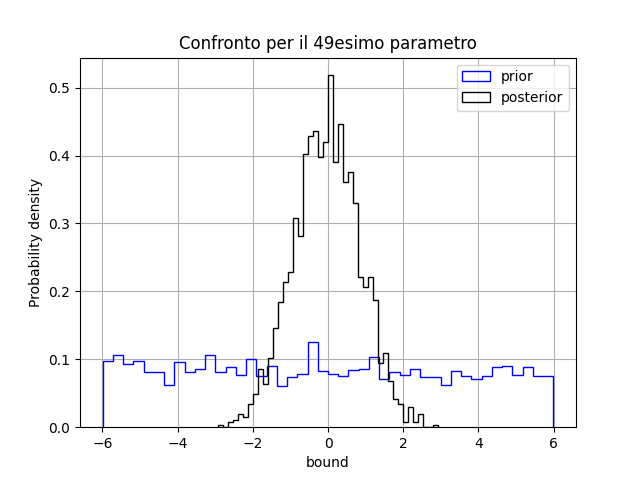 Confronto per il 49esimo parametro
prior
posterior
0.5
0.4
0.3
0.2
0.1
0.0
Probability density
−6
−4
−2
0
2
4
6
bound